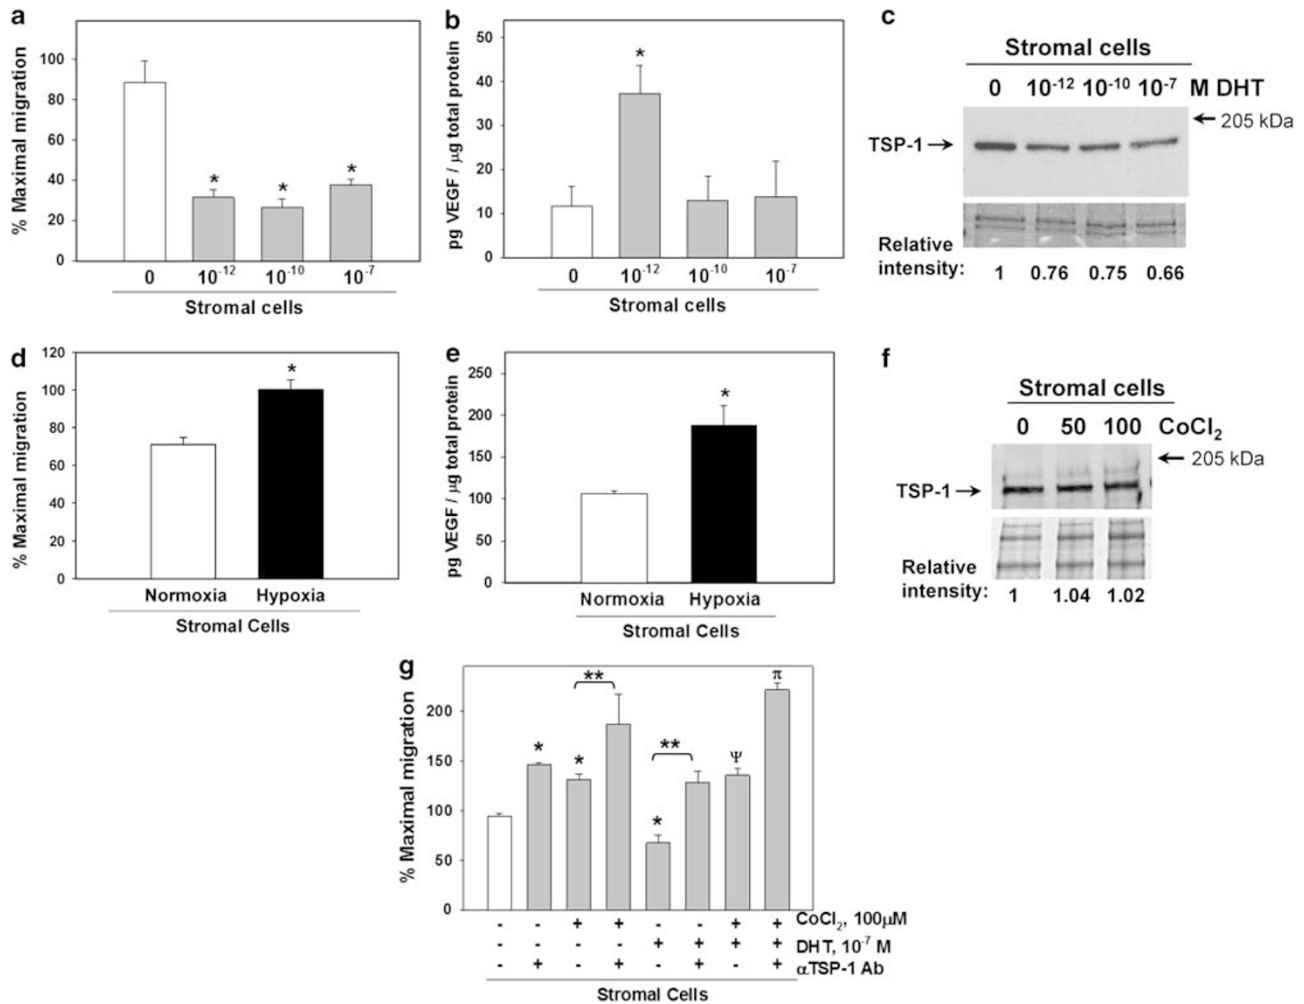 a
% Maximal migration
100
80
60
40
20
0
*
*
*
0 10⁻¹² 10⁻¹⁰ 10⁻⁷
Stromal cells
b
pg VEGF / µg total protein
50
40
30
20
10
0
*
0 10⁻¹² 10⁻¹⁰ 10⁻⁷
Stromal cells
c
Stromal cells
0 10⁻¹² 10⁻¹⁰ 10⁻⁷ M DHT
← 205 kDa
TSP-1 →
Relative
intensity: 1 0.76 0.75 0.66
d
% Maximal migration
120
100
80
60
40
20
0
*
Normoxia Hypoxia
Stromal Cells
e
pg VEGF / µg total protein
250
200
150
100
50
0
*
Normoxia Hypoxia
Stromal Cells
f
Stromal cells
0 50 100 CoCl₂
← 205 kDa
TSP-1 →
Relative
intensity: 1 1.04 1.02
g
% Maximal migration
200
150
100
50
0
* * ** * ** Ψ π
- - + + - - + + CoCl₂, 100µM
- - - - + + + + DHT, 10⁻⁷ M
- + - + - + - + αTSP-1 Ab
Stromal Cells